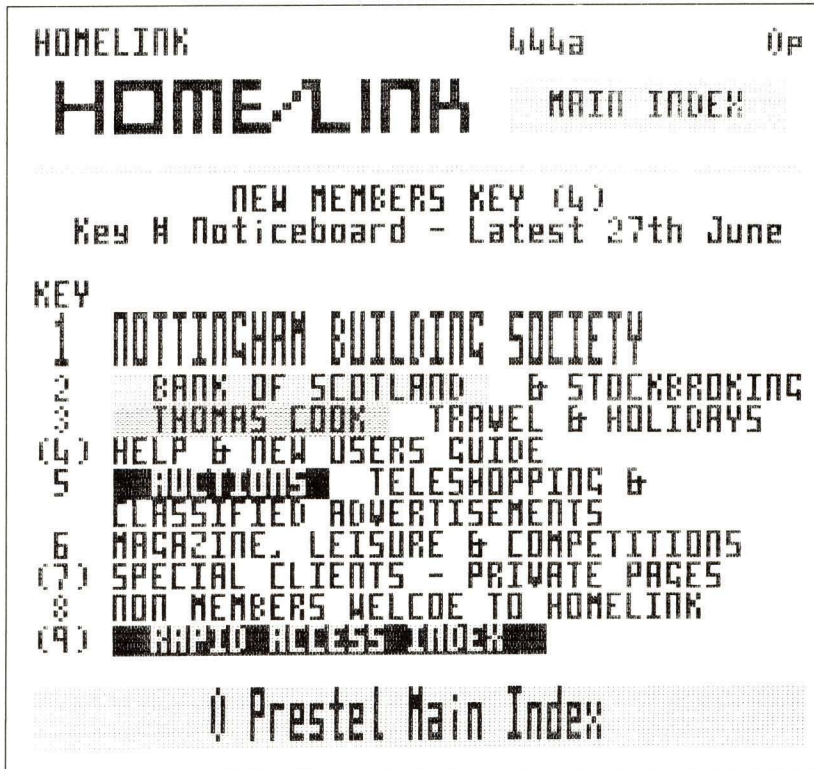 HOMELINK 444a 0p
HOME/LINK MAIN INDEX
NEW MEMBERS KEY (4)
Key # Noticeboard - Latest 27th June
KEY
1 NOTTINGHAM BUILDING SOCIETY
2 BANK OF SCOTLAND & STOCKBROKING
3 THOMAS COOK TRAVEL & HOLIDAYS
(4) HELP & NEW USERS GUIDE
5 AUCTIONS TELESHOPPING &
CLASSIFIED ADVERTISEMENTS
6 MAGAZINE, LEISURE & COMPETITIONS
(7) SPECIAL CLIENTS - PRIVATE PAGES
8 NON MEMBERS WELCOE TO HOMELINK
(9) RAPID ACCESS INDEX
0 Prestel Main Index